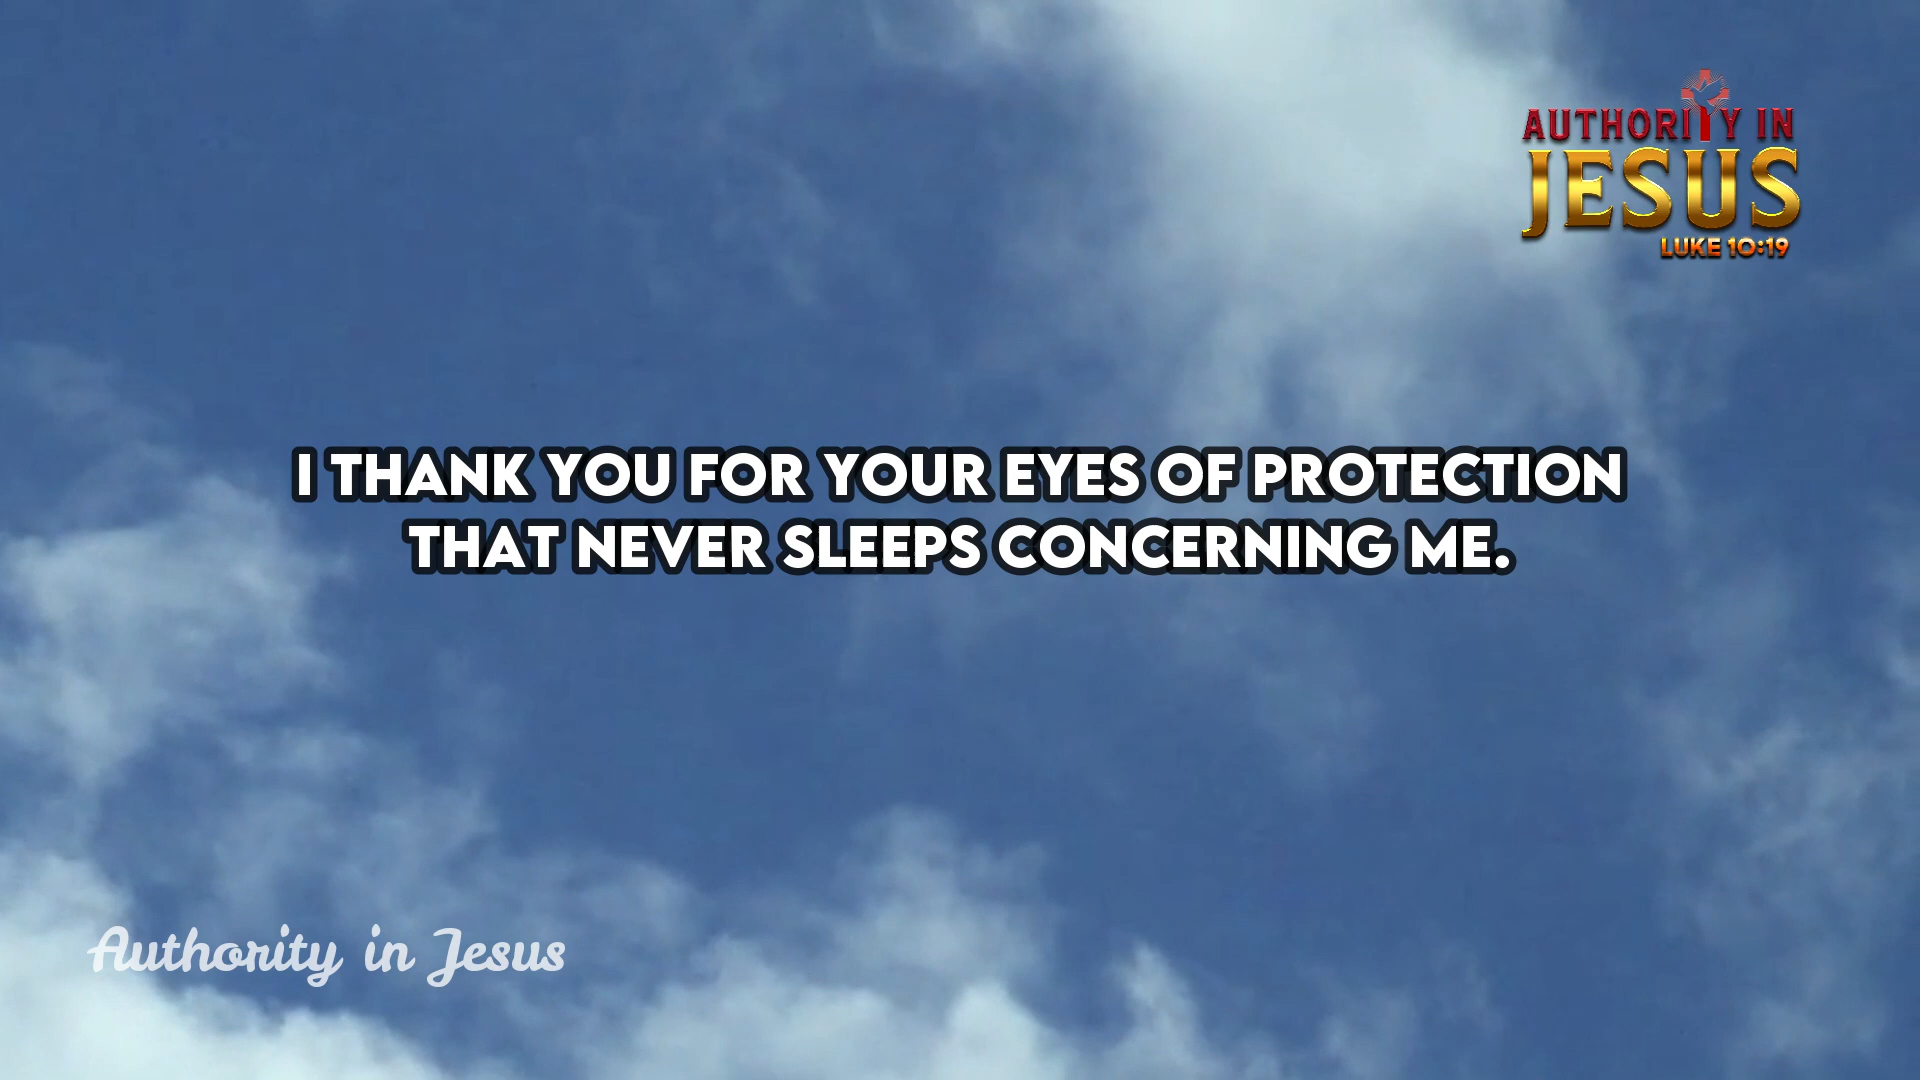 AUTHORITY IN
JESUS
LUKE 10:19
I THANK YOU FOR YOUR EYES OF PROTECTION
THAT NEVER SLEEPS CONCERNING ME.
Authority in Jesus